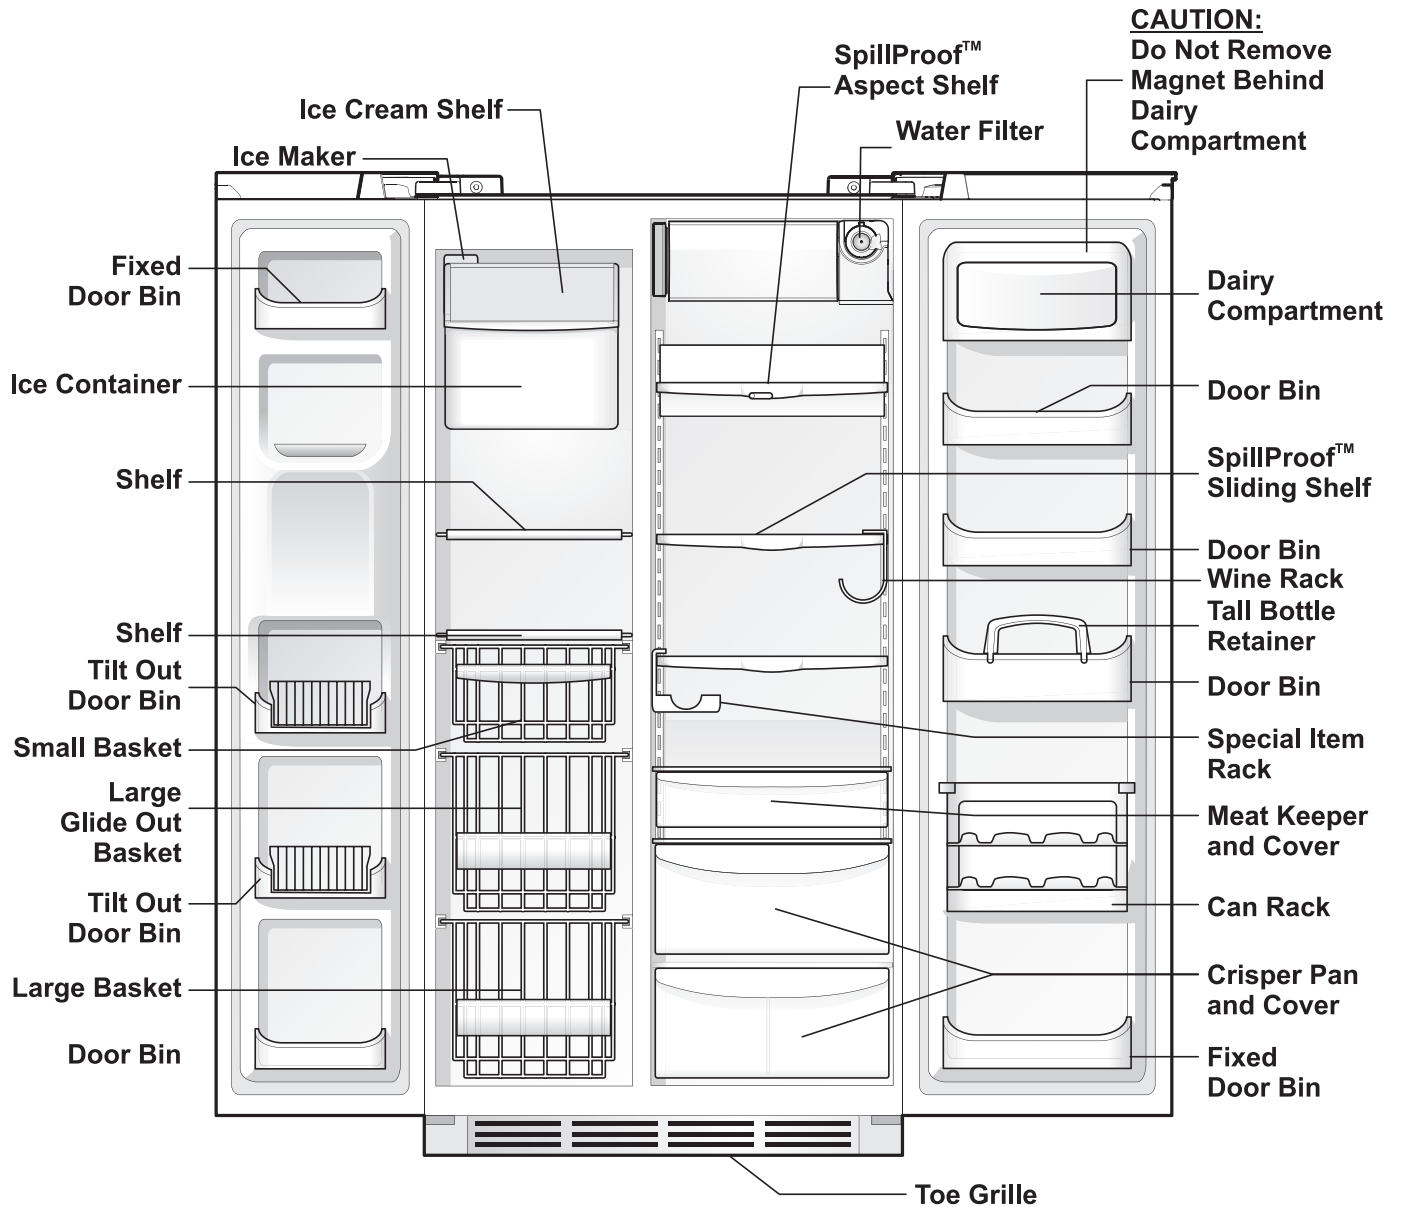 CAUTION:
Do Not Remove
Magnet Behind
Dairy
Compartment
SpillProof™
Aspect Shelf
Water Filter
Ice Cream Shelf
Ice Maker
Fixed
Door Bin
Ice Container
Shelf
Shelf
Tilt Out
Door Bin
Small Basket
Large
Glide Out
Basket
Tilt Out
Door Bin
Large Basket
Door Bin
Dairy
Compartment
Door Bin
SpillProof™
Sliding Shelf
Door Bin
Wine Rack
Tall Bottle
Retainer
Door Bin
Special Item
Rack
Meat Keeper
and Cover
Can Rack
Crisper Pan
and Cover
Fixed
Door Bin
Toe Grille